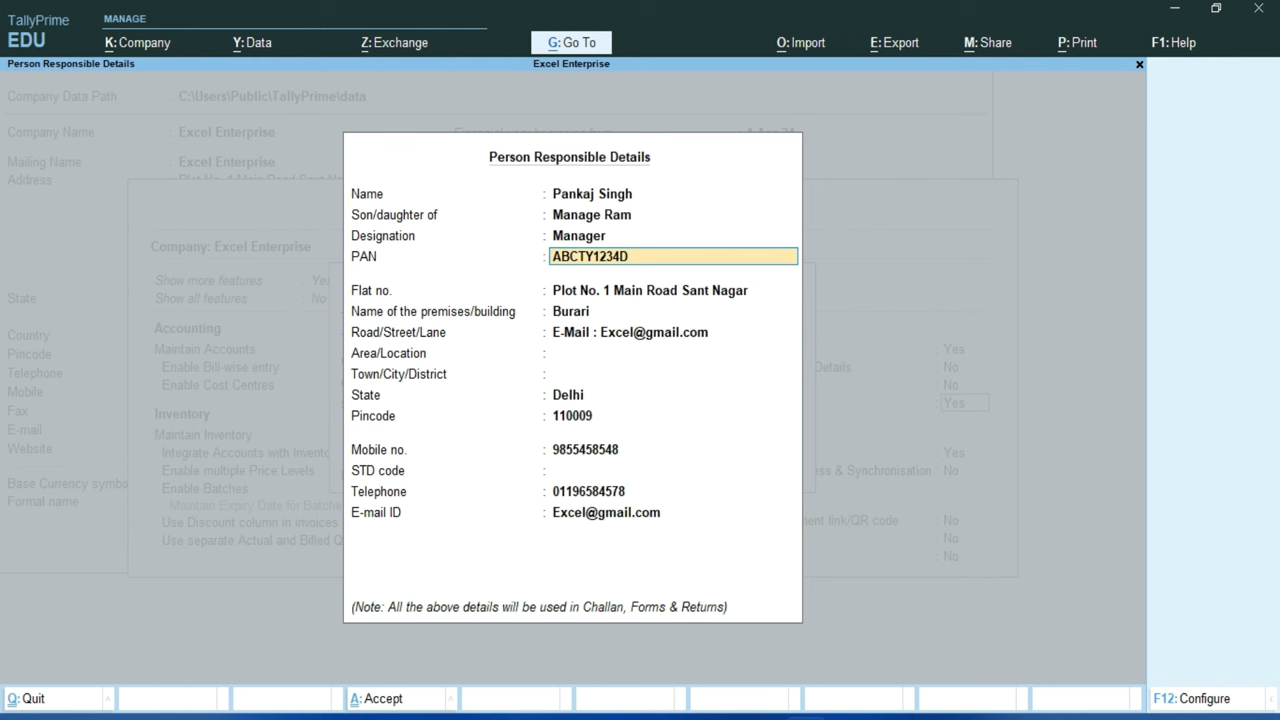 TallyPrime
EDU
MANAGE
K:Company
Y:Data
Z:Exchange
G:Go To
O:Import
E:Export
M:Share
P:Print
F1:Help
Person Responsible Details
Excel Enterprise
Company Data Path : C:\Users\Public\TallyPrime\data
Company Name : Excel Enterprise
Mailing Name : Excel Enterprise
Address
State
Country
Pincode
Telephone
Mobile
Fax
E-mail
Website
Formal name
Company: Excel Enterprise
Show more features : Yes
Show all features : No
Accounting
Maintain Accounts
Enable Bill-wise entry
Enable Cost Centres
Inventory
Maintain Inventory
Integrate Accounts with
Enable multiple Price Levels
Enable Batches
Maintain Expiry Data for
Use Discount column in invoices
Use separate Actual and Billed
Person Responsible Details
Name : Pankaj Singh
Son/daughter of : Manage Ram
Designation : Manager
PAN : ABCTY1234D
Flat no. : Plot No. 1 Main Road Sant Nagar
Name of the premises/building : Burari
Road/Street/Lane : E-Mail : Excel@gmail.com
Area/Location :
Town/City/District :
State : Delhi
Pincode : 110009
Mobile no. : 9855458548
STD code :
Telephone : 01196584578
E-mail ID : Excel@gmail.com
(Note: All the above details will be used in Challan, Forms & Returns)
: Yes
Details : No
: No
: Yes
: Yes
& Synchronisation : No
link/QR code : No
: No
: No
Q:Quit
A:Accept
F12:Configure